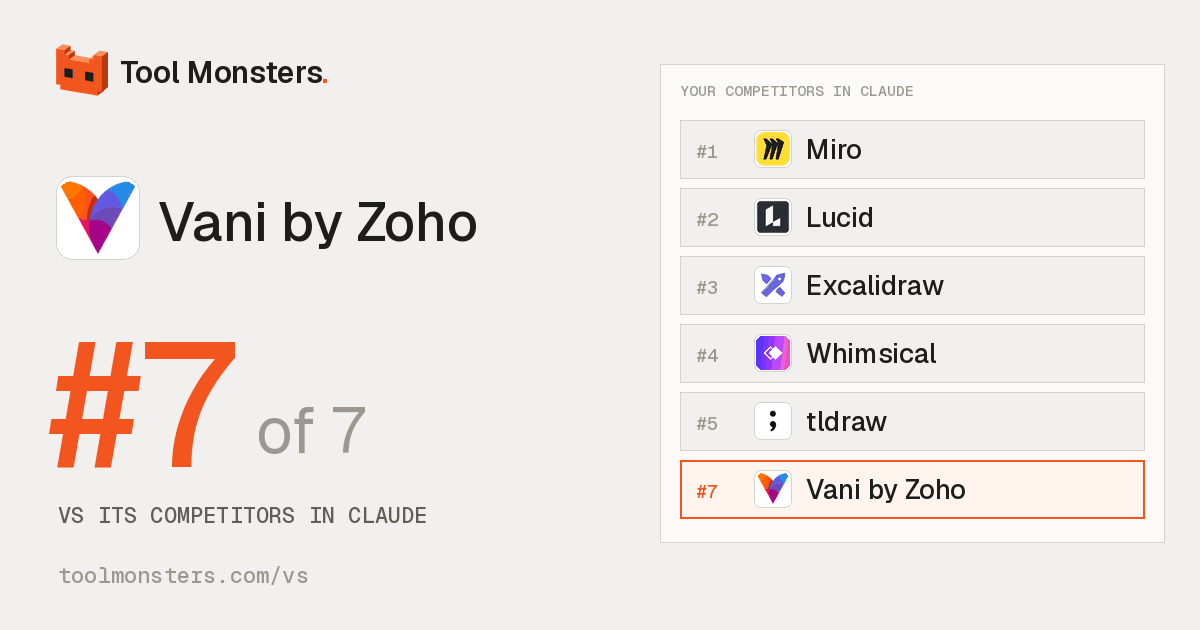 Tool Monsters.
Vani by Zoho
#7 of 7
VS ITS COMPETITORS IN CLAUDE
toolmonsters.com/vs
YOUR COMPETITORS IN CLAUDE
#1 Miro
#2 Lucid
#3 Excalidraw
#4 Whimsical
#5 tldraw
#7 Vani by Zoho